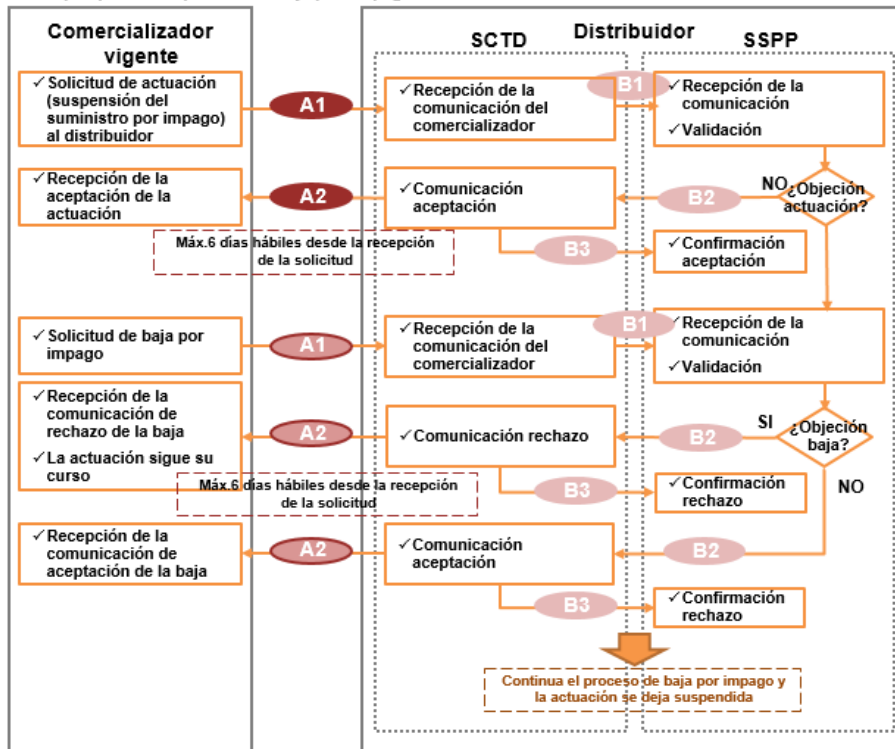 Comercializador
vigente
Distribuidor
SCTD
SSPP
✓ Solicitud de actuación
(suspensión del
suministro por impago)
al distribuidor
A1
✓ Recepción de la
comunicación del
comercializador
B1
✓ Recepción de la
comunicación
✓ Validación
✓ Recepción de la
aceptación de la
actuación
A2
✓ Comunicación
aceptación
B2
NO
¿Objeción
actuación?
Máx.6 días hábiles desde la recepción
de la solicitud
B3
✓ Confirmación
aceptación
✓ Solicitud de baja por
impago
A1
✓ Recepción de la
comunicación del
comercializador
B1
✓ Recepción de la
comunicación
✓ Validación
✓ Recepción de la
comunicación de
rechazo de la baja
✓ La actuación sigue su
curso
A2
✓ Comunicación rechazo
B2
SI
¿Objeción
baja?
NO
Máx.6 días hábiles desde la recepción
de la solicitud
B3
✓ Confirmación
rechazo
✓ Recepción de la
comunicación de
aceptación de la baja
A2
✓ Comunicación
aceptación
B2
B3
✓ Confirmación
rechazo
Continua el proceso de baja por impago y
la actuación se deja suspendida